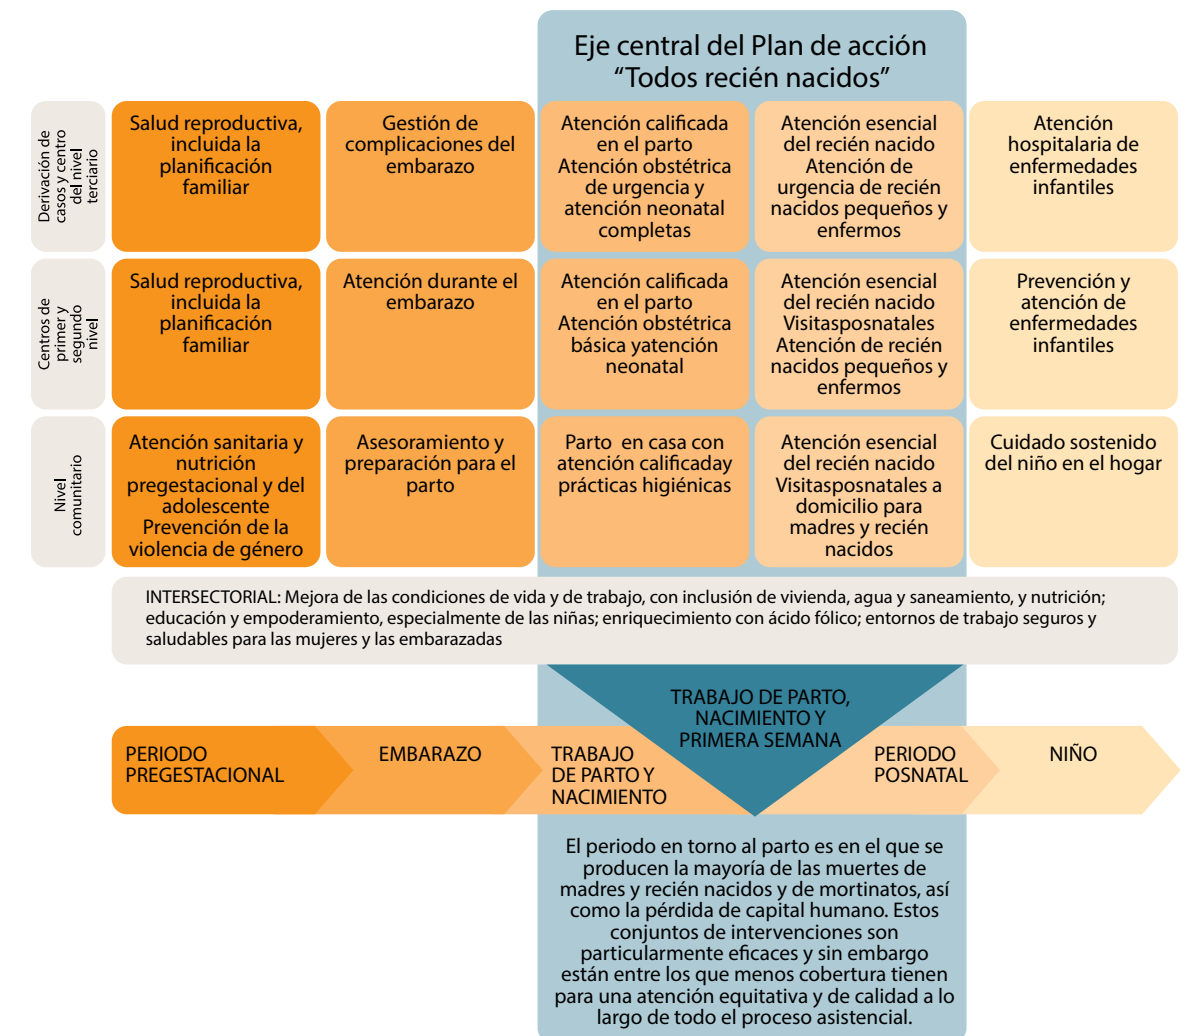 Eje central del Plan de acción
“Todos recién nacidos”
Derivación de
casos y centro
del nivel
terciario
Salud reproductiva,
incluida la
planificación
familiar
Gestión de
complicaciones del
embarazo
Atención calificada
en el parto
Atención obstétrica
de urgencia y
atención neonatal
completas
Atención esencial
del recién nacido
Atención de
urgencia de recién
nacidos pequeños y
enfermos
Atención
hospitalaria de
enfermedades
infantiles
Centros de
primer y
segundo
nivel
Salud reproductiva,
incluida la
planificación
familiar
Atención durante el
embarazo
Atención calificada
en el parto
Atención obstétrica
básica yatención
neonatal
Atención esencial
del recién nacido
Visitasposnatales
Atención de recién
nacidos pequeños y
enfermos
Prevención y
atención de
enfermedades
infantiles
Nivel
comunitario
Atención sanitaria y
nutrición
pregestacional y del
adolescente
Prevención de la
violencia de género
Asesoramiento y
preparación para el
parto
Parto en casa con
atención calificaday
prácticas higiénicas
Atención esencial
del recién nacido
Visitasposnatales a
domicilio para
madres y recién
nacidos
Cuidado sostenido
del niño en el hogar
INTERSECTORIAL: Mejora de las condiciones de vida y de trabajo, con inclusión de vivienda, agua y saneamiento, y nutrición;
educación y empoderamiento, especialmente de las niñas; enriquecimiento con ácido fólico; entornos de trabajo seguros y
saludables para las mujeres y las embarazadas
TRABAJO DE PARTO,
NACIMIENTO Y
PRIMERA SEMANA
PERIODO
PREGESTACIONAL
EMBARAZO
TRABAJO
DE PARTO Y
NACIMIENTO
PERIODO
POSNATAL
NIÑO
El periodo en torno al parto es en el que se
producen la mayoría de las muertes de
madres y recién nacidos y de mortinatos, así
como la pérdida de capital humano. Estos
conjuntos de intervenciones son
particularmente eficaces y sin embargo
están entre los que menos cobertura tienen
para una atención equitativa y de calidad a lo
largo de todo el proceso asistencial.